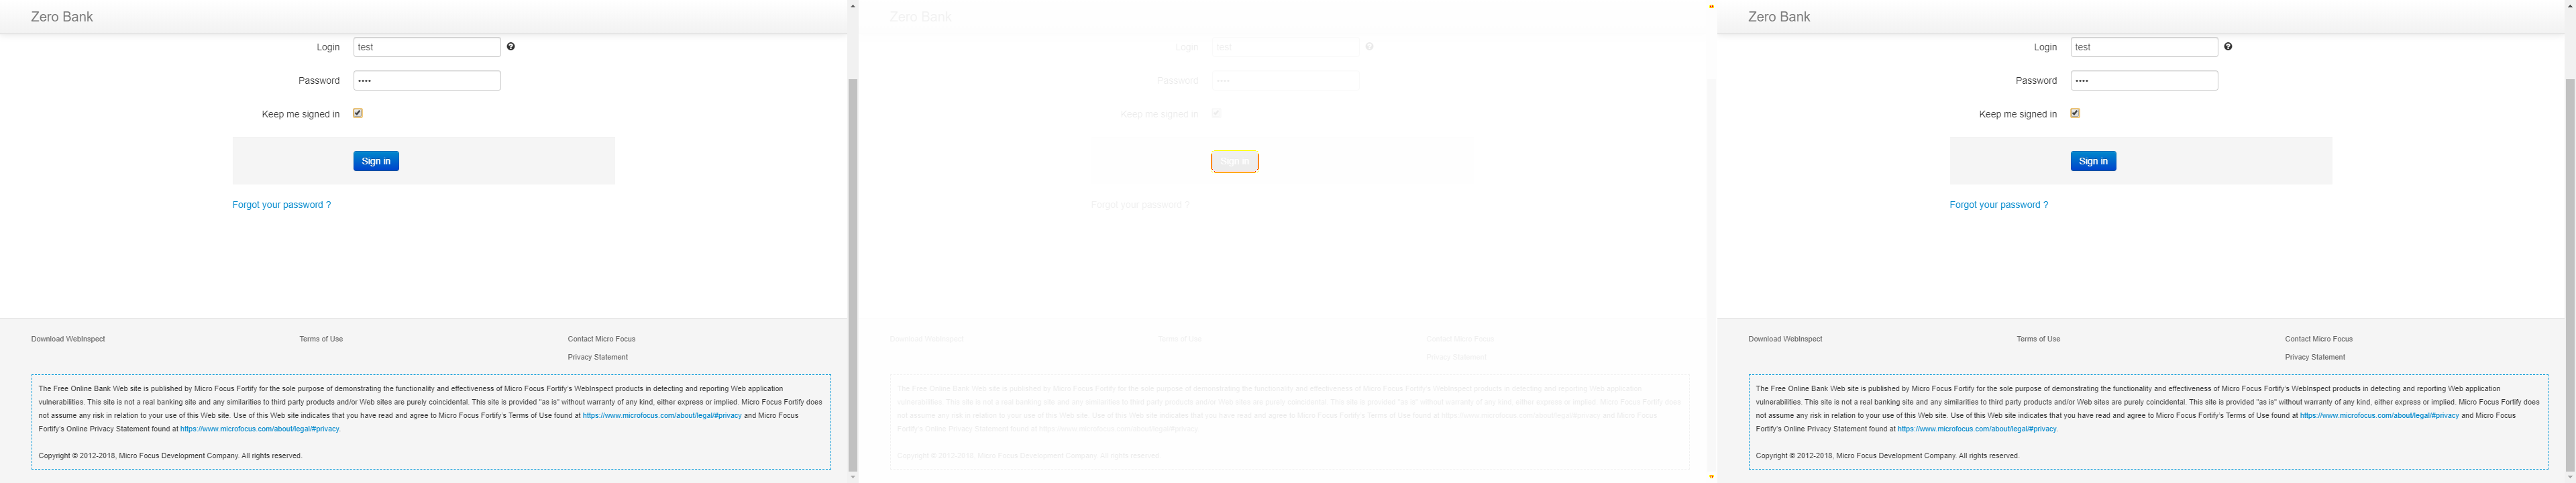 Zero Bank
Login test
Password ••••
Keep me signed in
Sign in
Forgot your password ?
Download WebInspect Terms of Use Contact Micro Focus
Privacy Statement
The Free Online Bank Web site is published by Micro Focus Fortify for the sole purpose of demonstrating the functionality and effectiveness of Micro Focus Fortify's WebInspect products in detecting and reporting Web application
vulnerabilities. This site is not a real banking site and any similarities to third party products and/or Web sites are purely coincidental. This site is provided "as is" without warranty of any kind, either express or implied. Micro Focus Fortify does
not assume any risk in relation to your use of this Web site. Use of this Web site indicates that you have read and agree to Micro Focus Fortify's Terms of Use found at https://www.microfocus.com/about/legal/#privacy and Micro Focus
Fortify's Online Privacy Statement found at https://www.microfocus.com/about/legal/#privacy.
Copyright © 2012-2018, Micro Focus Development Company. All rights reserved.
Zero Bank
Login test
Password ••••
Keep me signed in
Sign in
Forgot your password ?
Download WebInspect Terms of Use Contact Micro Focus
Privacy Statement
The Free Online Bank Web site is published by Micro Focus Fortify for the sole purpose of demonstrating the functionality and effectiveness of Micro Focus Fortify's WebInspect products in detecting and reporting Web application
vulnerabilities. This site is not a real banking site and any similarities to third party products and/or Web sites are purely coincidental. This site is provided "as is" without warranty of any kind, either express or implied. Micro Focus Fortify does
not assume any risk in relation to your use of this Web site. Use of this Web site indicates that you have read and agree to Micro Focus Fortify's Terms of Use found at https://www.microfocus.com/about/legal/#privacy and Micro Focus
Fortify's Online Privacy Statement found at https://www.microfocus.com/about/legal/#privacy.
Copyright © 2012-2018, Micro Focus Development Company. All rights reserved.
Zero Bank
Login test
Password ••••
Keep me signed in
Sign in
Forgot your password ?
Download WebInspect Terms of Use Contact Micro Focus
Privacy Statement
The Free Online Bank Web site is published by Micro Focus Fortify for the sole purpose of demonstrating the functionality and effectiveness of Micro Focus Fortify's WebInspect products in detecting and reporting Web application
vulnerabilities. This site is not a real banking site and any similarities to third party products and/or Web sites are purely coincidental. This site is provided "as is" without warranty of any kind, either express or implied. Micro Focus Fortify does
not assume any risk in relation to your use of this Web site. Use of this Web site indicates that you have read and agree to Micro Focus Fortify's Terms of Use found at https://www.microfocus.com/about/legal/#privacy and Micro Focus
Fortify's Online Privacy Statement found at https://www.microfocus.com/about/legal/#privacy.
Copyright © 2012-2018, Micro Focus Development Company. All rights reserved.